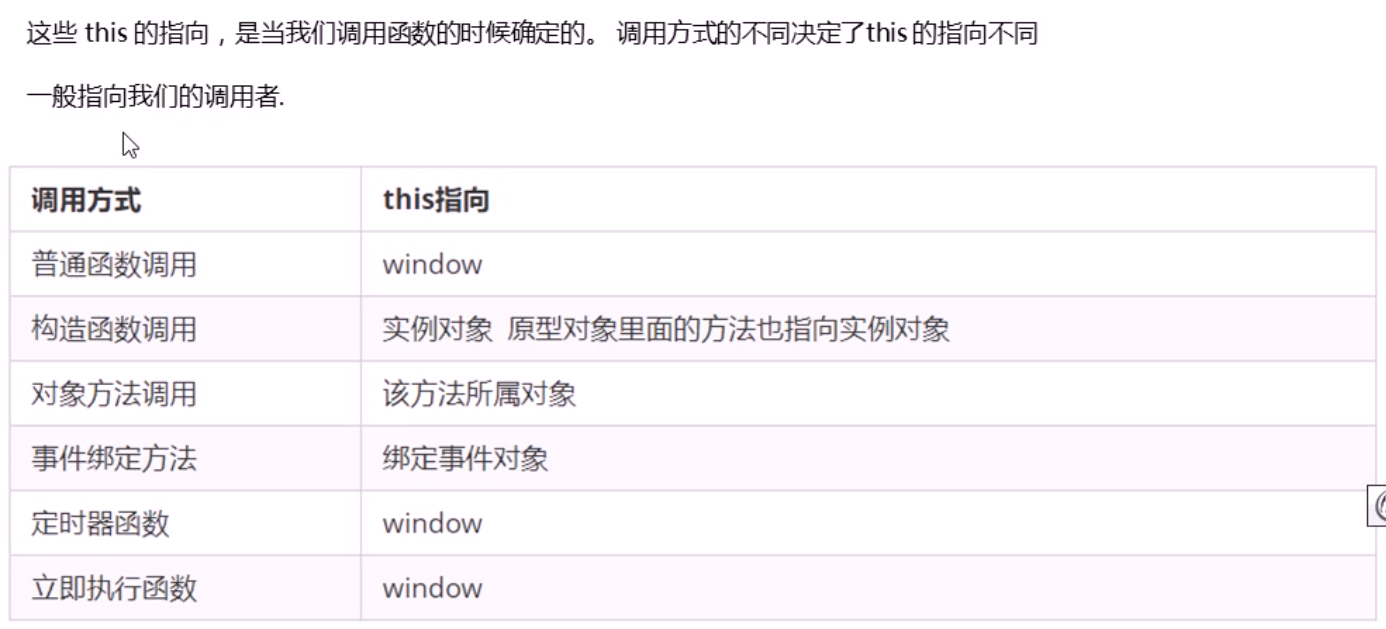 这些 this 的指向，是当我们调用函数的时候确定的。 调用方式的不同决定了this 的指向不同
一般指向我们的调用者.
调用方式 this指向
普通函数调用 window
构造函数调用 实例对象 原型对象里面的方法也指向实例对象
对象方法调用 该方法所属对象
事件绑定方法 绑定事件对象
定时器函数 window
立即执行函数 window